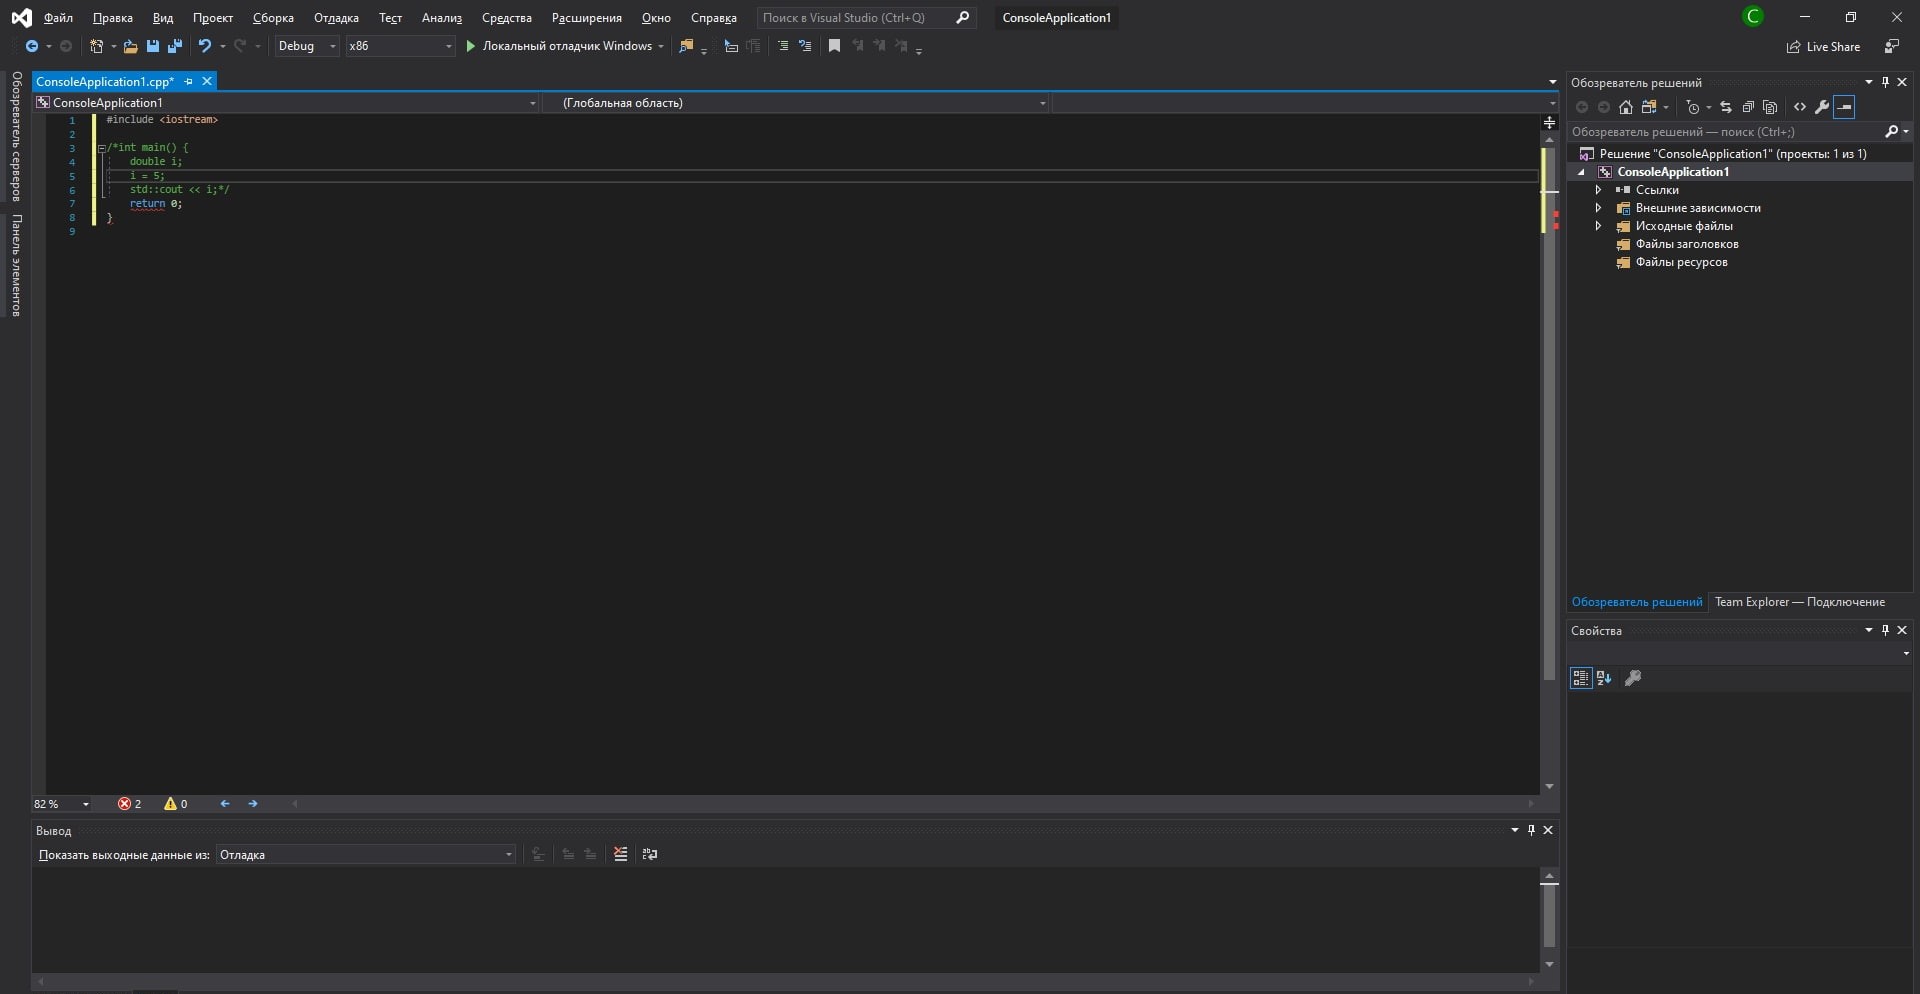 Файл Правка Вид Проект Сборка Отладка Тест Анализ Средства Расширения Окно Справка Поиск в Visual Studio (Ctrl+Q) ConsoleApplication1 C
Debug x86 Локальный отладчик Windows Live Share
Обозреватель серверов
Панель элементов
ConsoleApplication1.cpp*
ConsoleApplication1 (Глобальная область)
1 #include <iostream>
2
3 /*int main() {
4 double i;
5 i = 5;
6 std::cout << i;*/
7 return 0;
8 }
9
82 % 2 0
Вывод
Показать выходные данные из: Отладка
Обозреватель решений
Обозреватель решений — поиск (Ctrl+;)
Решение "ConsoleApplication1" (проекты: 1 из 1)
ConsoleApplication1
Ссылки
Внешние зависимости
Исходные файлы
Файлы заголовков
Файлы ресурсов
Обозреватель решений Team Explorer — Подключение
Свойства